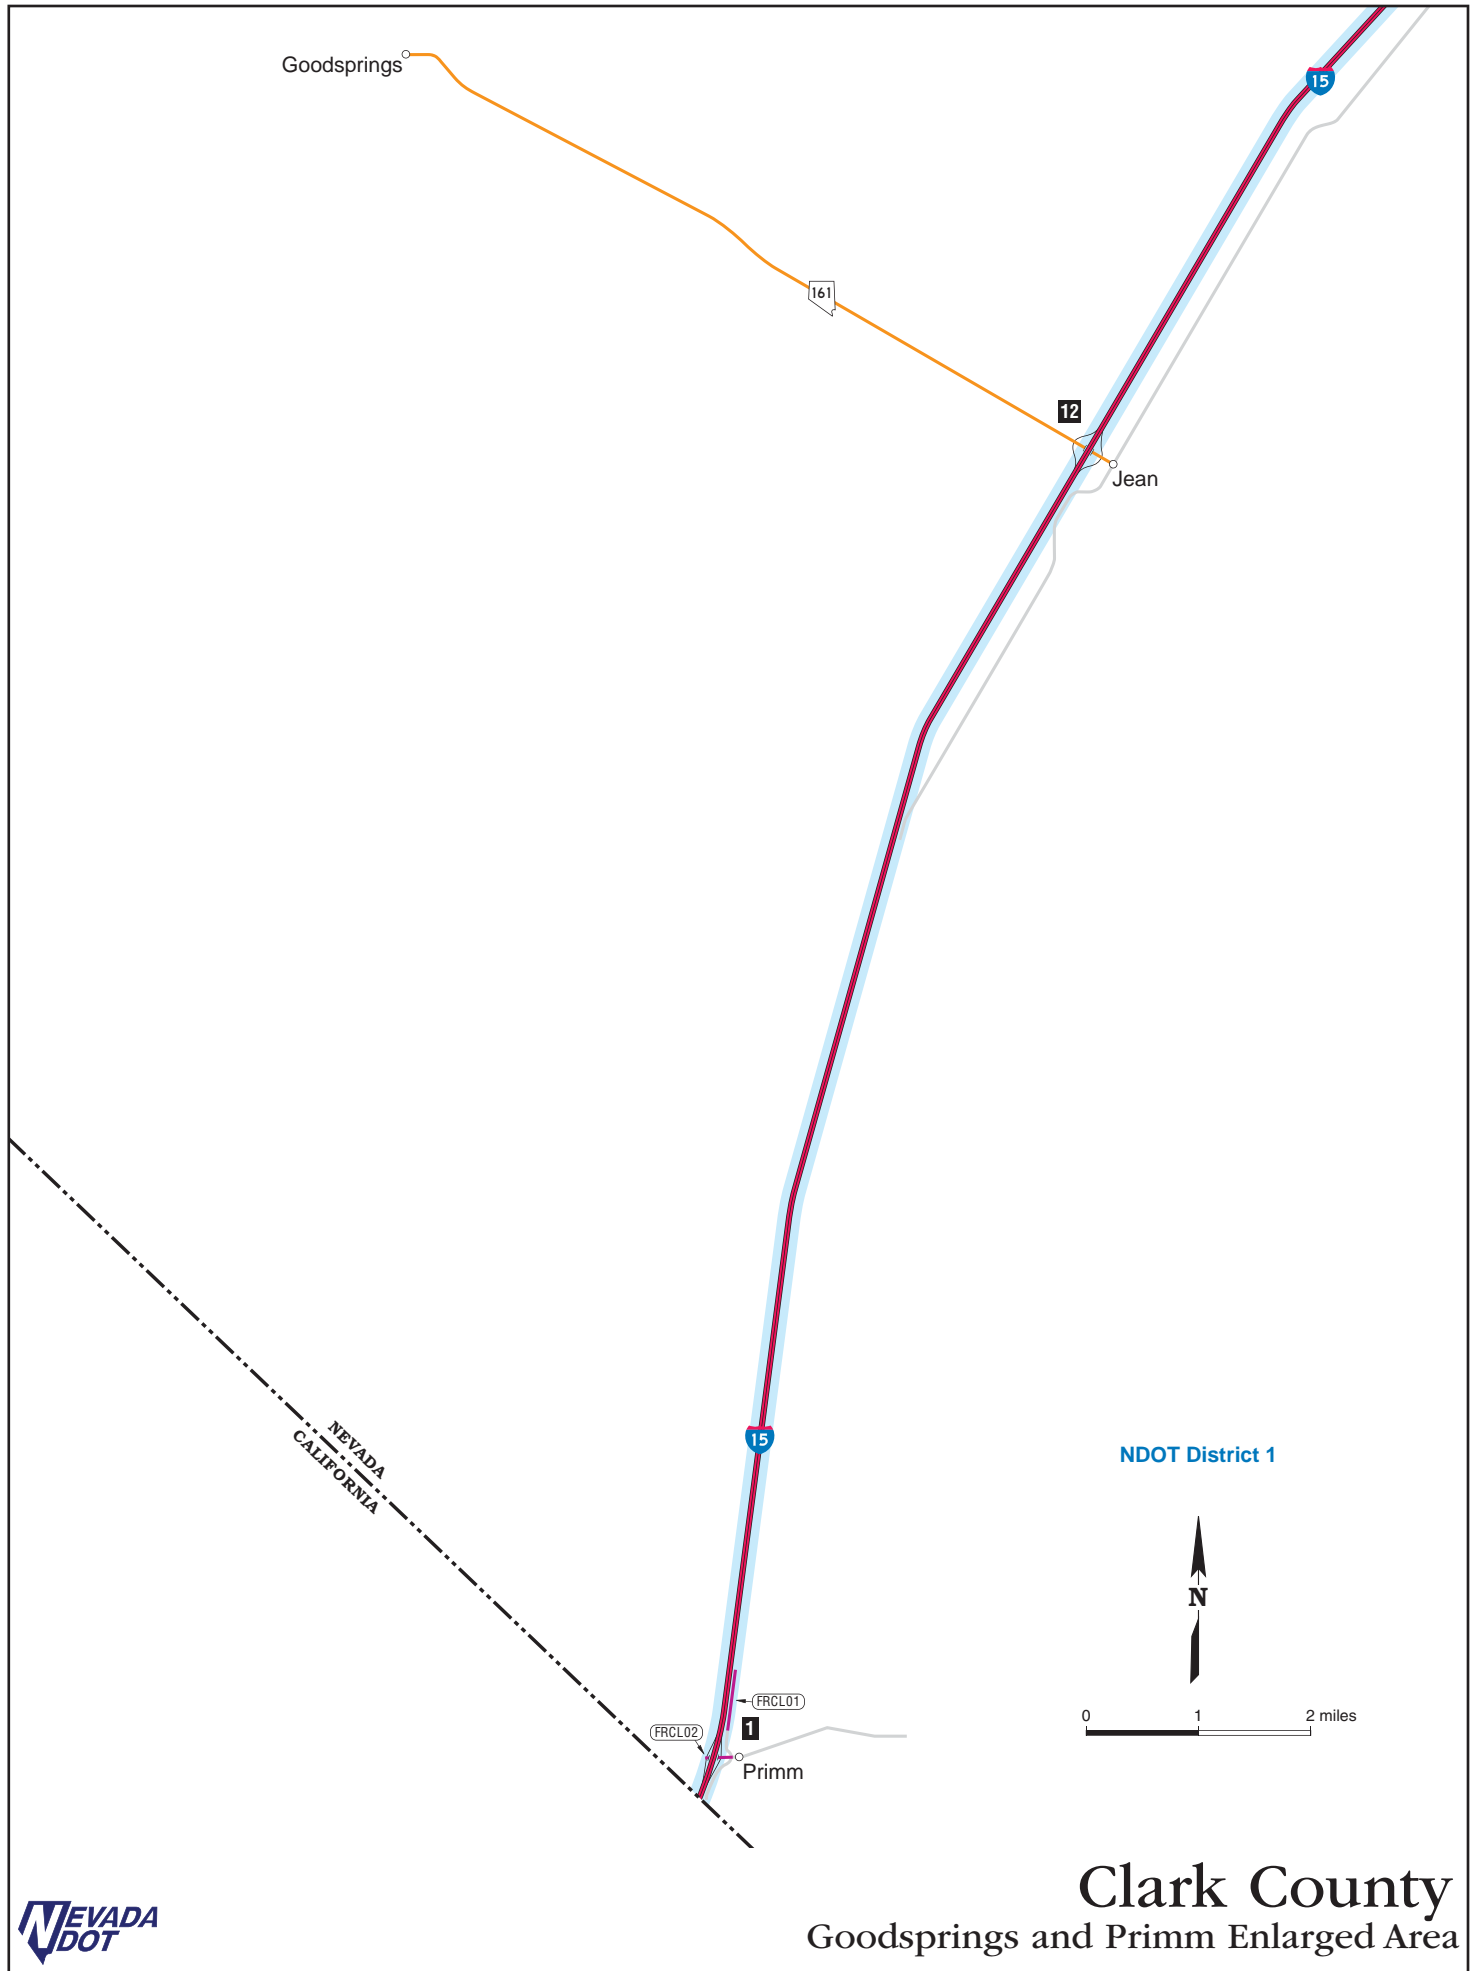 Goodsprings
15
161
12
Jean
NEVADA
CALIFORNIA
15
NDOT District 1
N
FRCL01
FRCL02
1
Primm
0 1 2 miles
Clark County
Goodsprings and Primm Enlarged Area
NEVADA
DOT